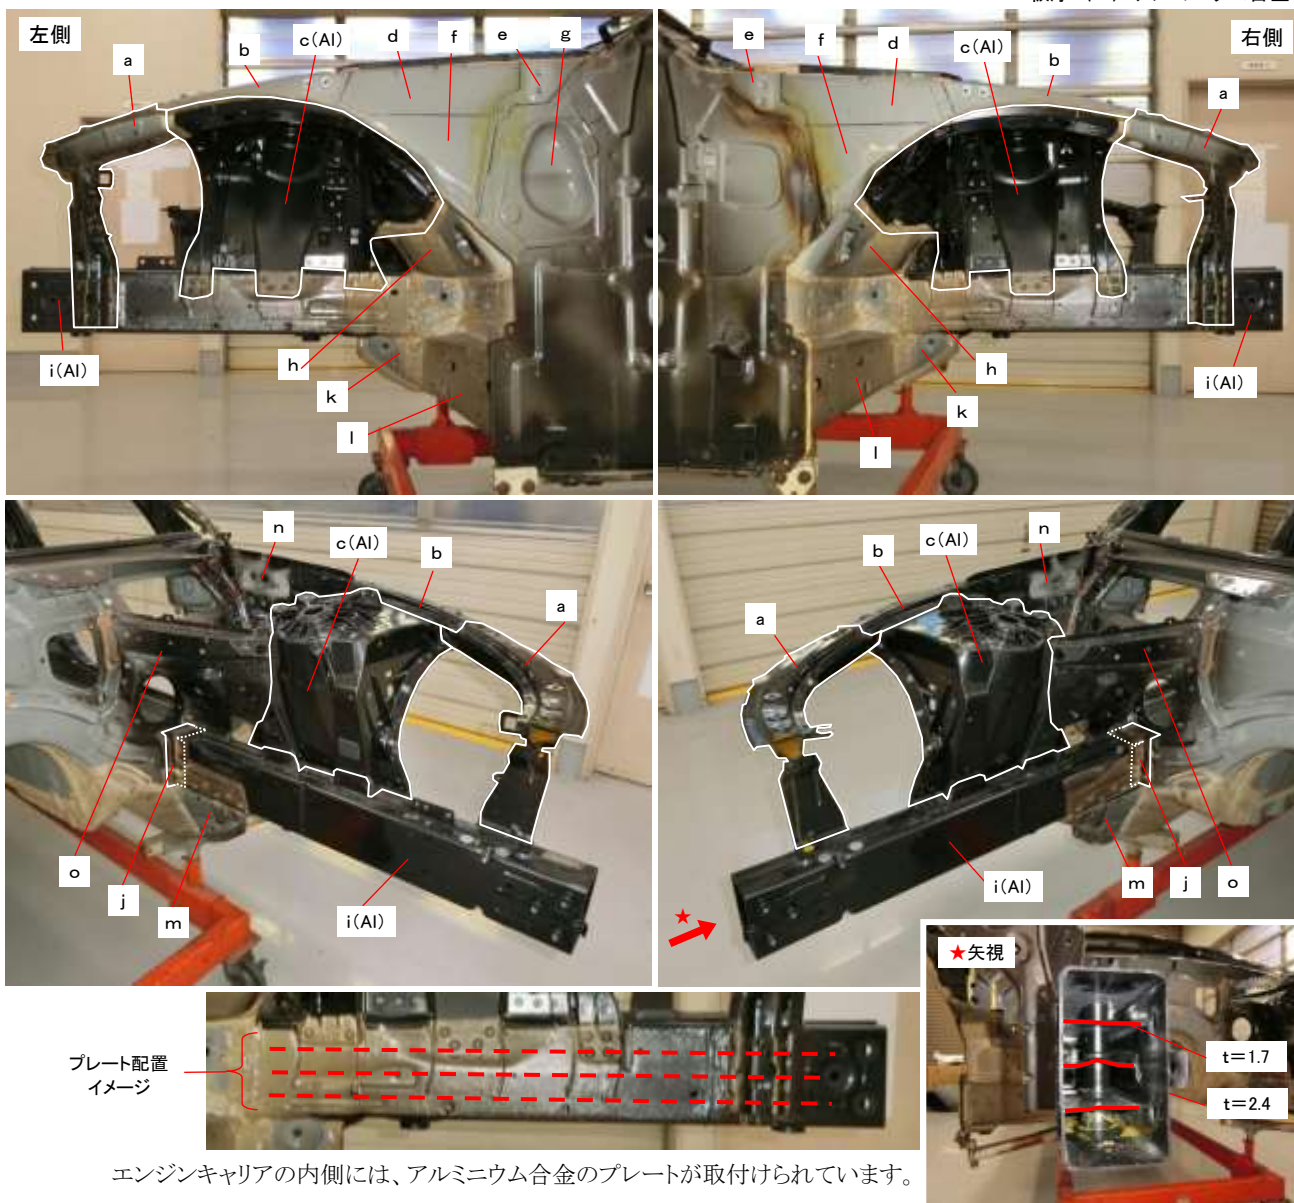 左側
a
b
c(Al)
d
f
e
g
i(Al)
h
k
l
右側
e
f
d
c(Al)
b
a
i(Al)
h
k
l
n
c(Al)
b
a
o
j
m
i(Al)
n
c(Al)
b
a
m
j
o
i(Al)
★
★矢視
t=1.7
t=2.4
プレート配置
イメージ
エンジンキャリアの内側には、アルミニウム合金のプレートが取付けられています。